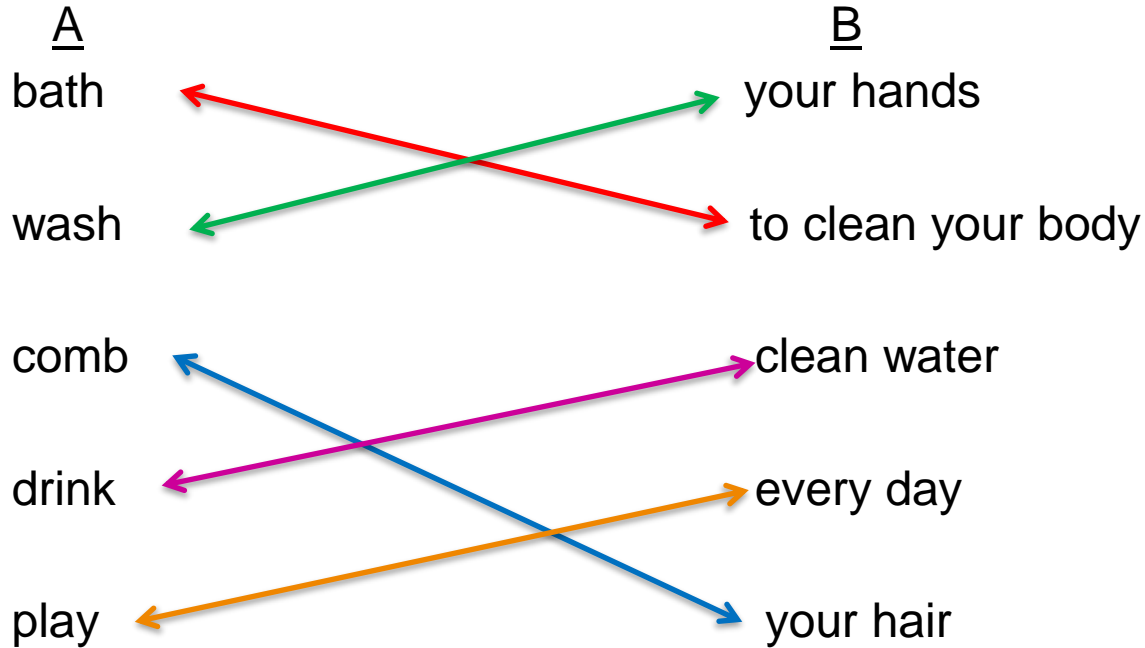 A B
bath your hands
wash to clean your body
comb clean water
drink every day
play your hair